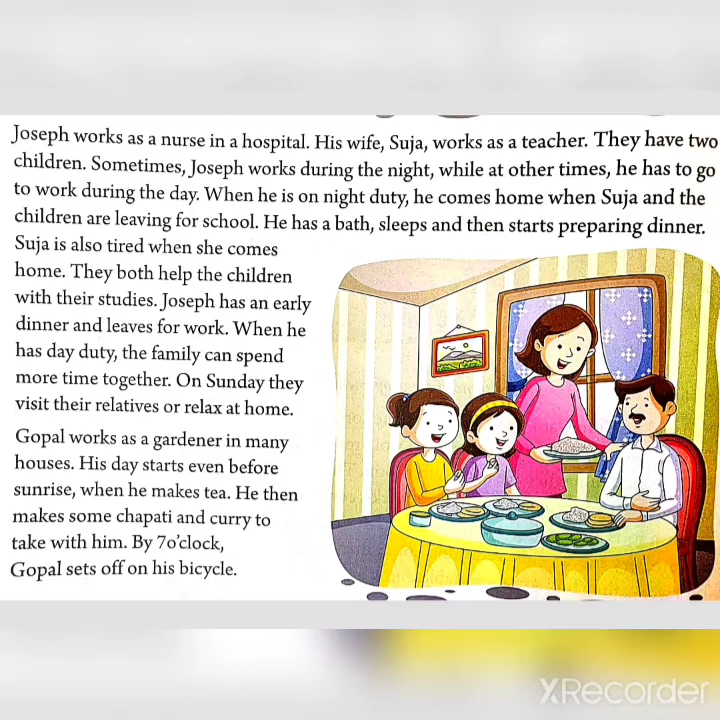 Joseph works as a nurse in a hospital. His wife, Suja, works as a teacher. They have two
children. Sometimes, Joseph works during the night, while at other times, he has to go
to work during the day. When he is on night duty, he comes home when Suja and the
children are leaving for school. He has a bath, sleeps and then starts preparing dinner.
Suja is also tired when she comes
home. They both help the children
with their studies. Joseph has an early
dinner and leaves for work. When he
has day duty, the family can spend
more time together. On Sunday they
visit their relatives or relax at home.
Gopal works as a gardener in many
houses. His day starts even before
sunrise, when he makes tea. He then
makes some chapati and curry to
take with him. By 7o'clock,
Gopal sets off on his bicycle.
XRecorder